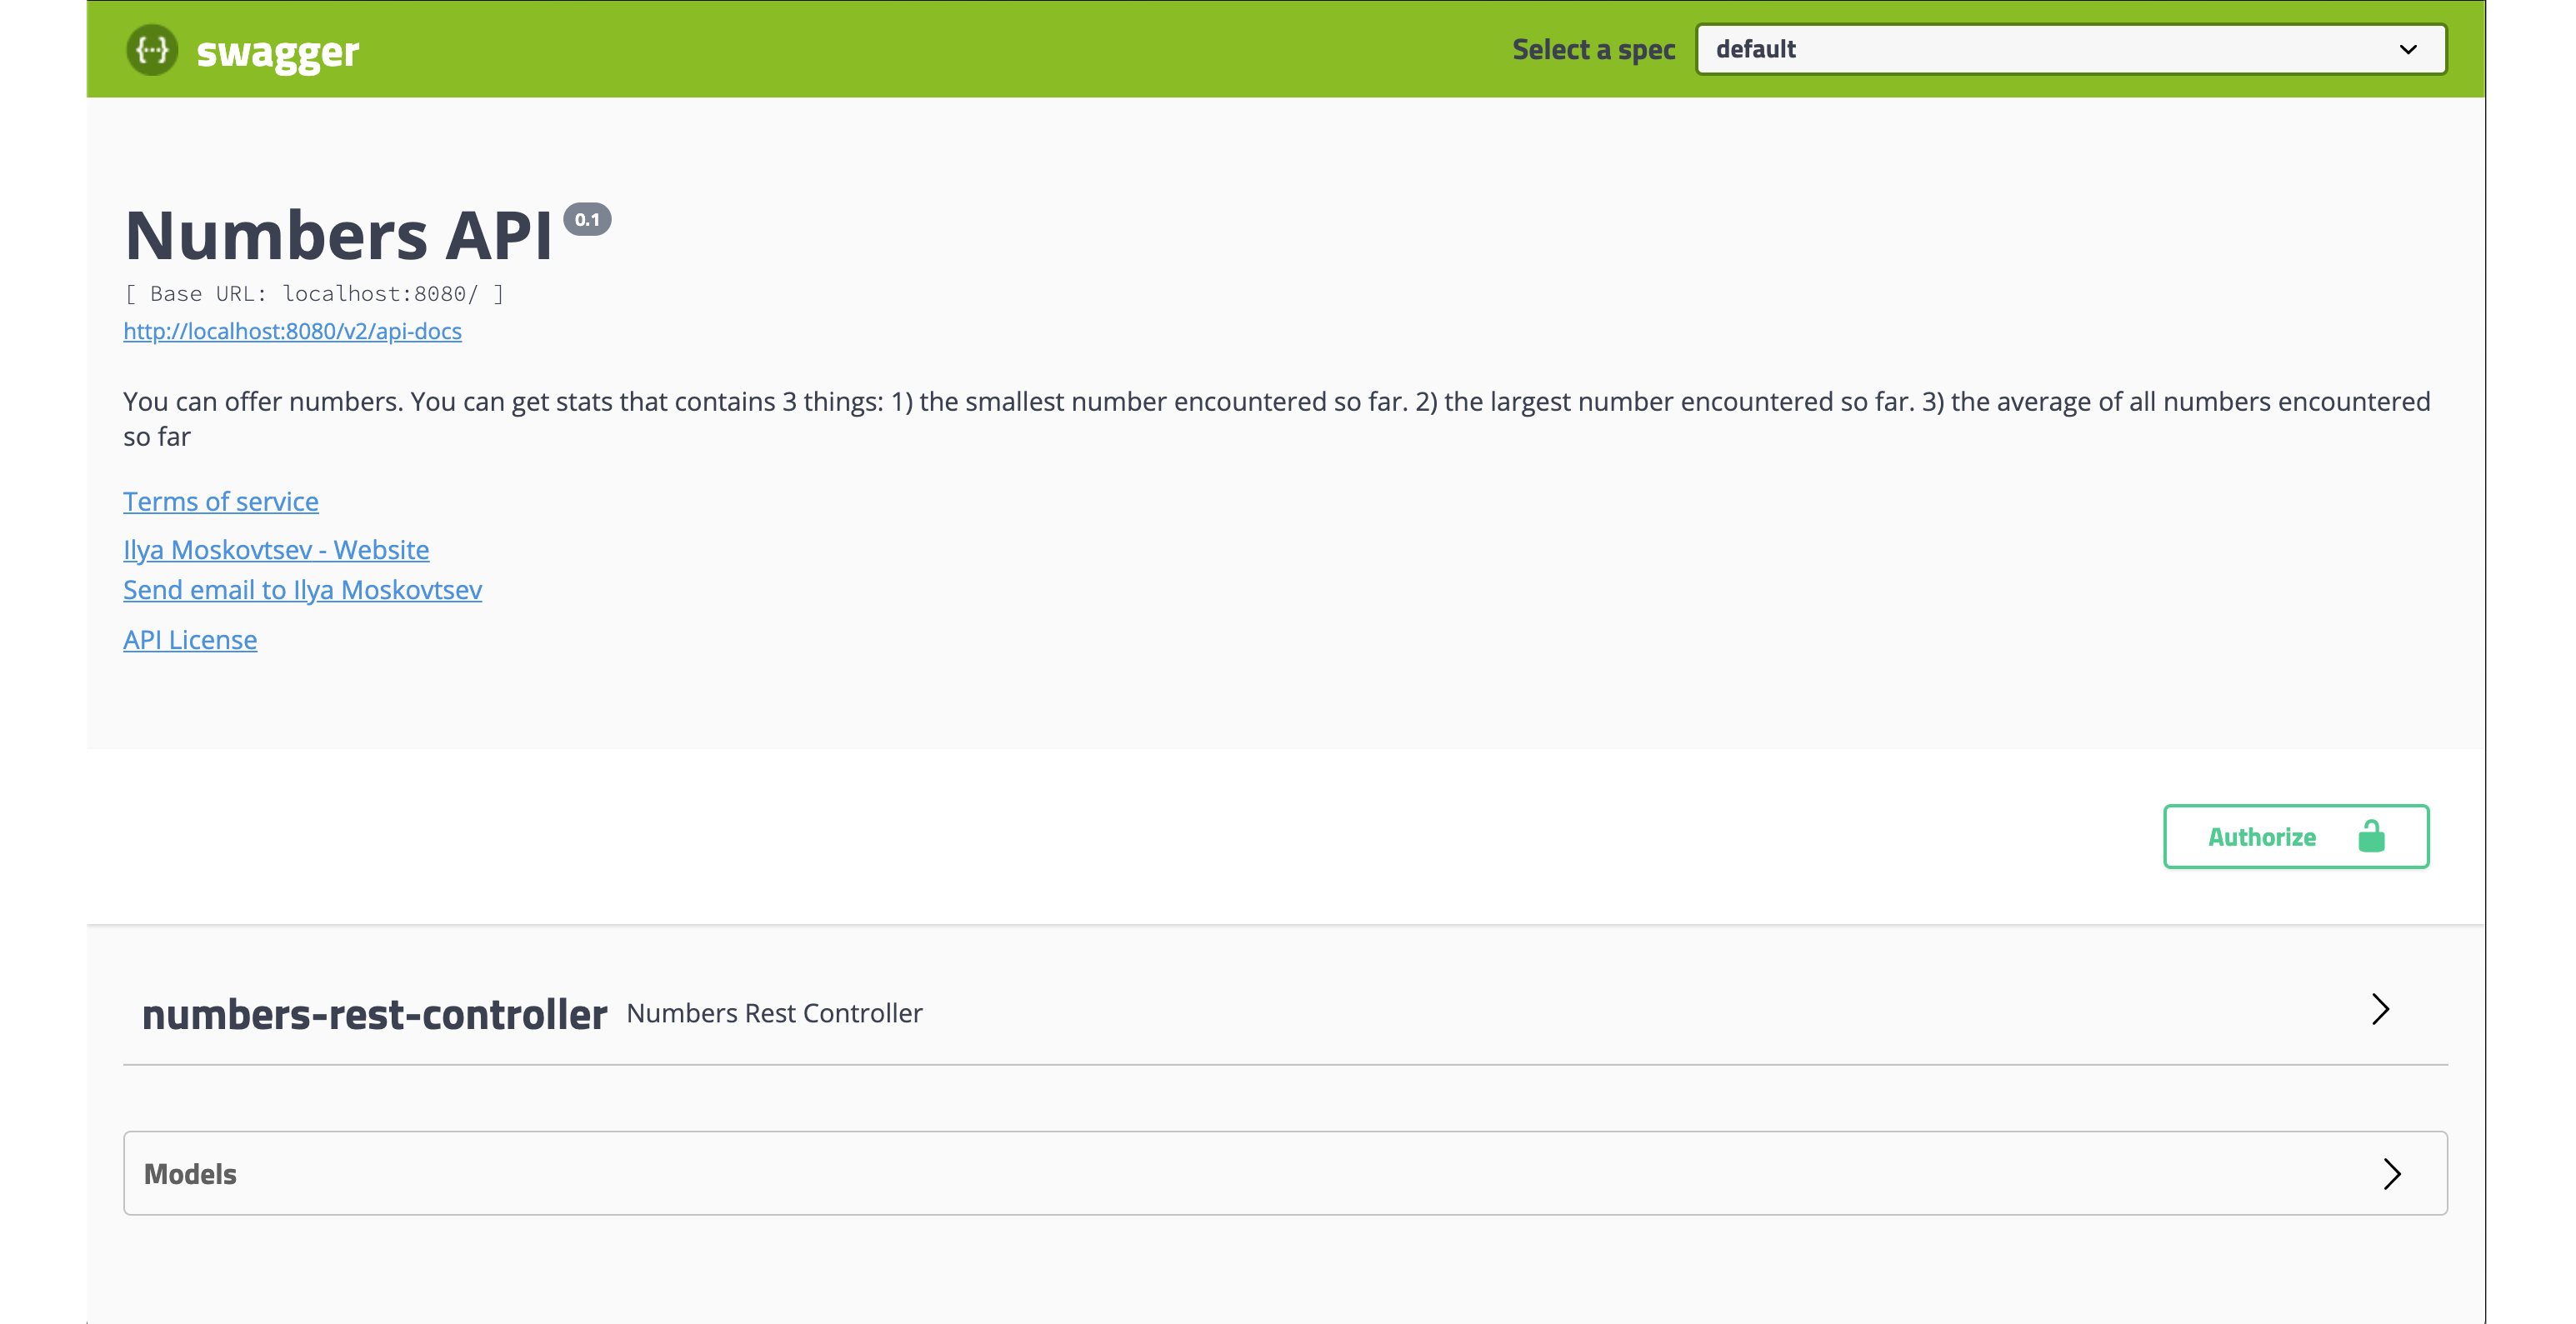 {···} swagger
Select a spec
default
Numbers API 0.1
[ Base URL: localhost:8080/ ]
http://localhost:8080/v2/api-docs
You can offer numbers. You can get stats that contains 3 things: 1) the smallest number encountered so far. 2) the largest number encountered so far. 3) the average of all numbers encountered
so far
Terms of service
Ilya Moskovtsev - Website
Send email to Ilya Moskovtsev
API License
Authorize
numbers-rest-controller Numbers Rest Controller
Models